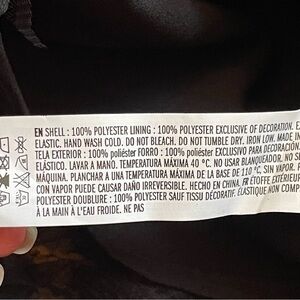 EN SHELL : 100% POLYESTER LINING : 100% POLYESTER EXCLUSIVE OF DECORATION.
ELASTIC. HAND WASH COLD. DO NOT BLEACH. DO NOT TUMBLE DRY. IRON LOW. MADE IN
TELA EXTERIOR : 100% poliéster FORRO : 100% poliéster EXCLUSIVA PARA DECORACIÓN.
ELÁSTICO. LAVAR A MANO. TEMPERATURA MÁXIMA 40 °C. NO USAR BLANQUEADOR. NO
MÁQUINA. PLANCHAR A UNA TEMPERATURA MÁXIMA DE LA BASE DE 110 °C, SIN VAPOR.
CON VAPOR PUEDE CAUSAR DAÑO IRREVERSIBLE. HECHO EN CHINA. FR ÉTOFFE EXTÉRIEUR
POLYESTER DOUBLURE : 100% POLYESTER SAUF TISSU DÉCORATIF. ÉLASTIQUE NON
À LA MAIN À L'EAU FROIDE. NE PAS